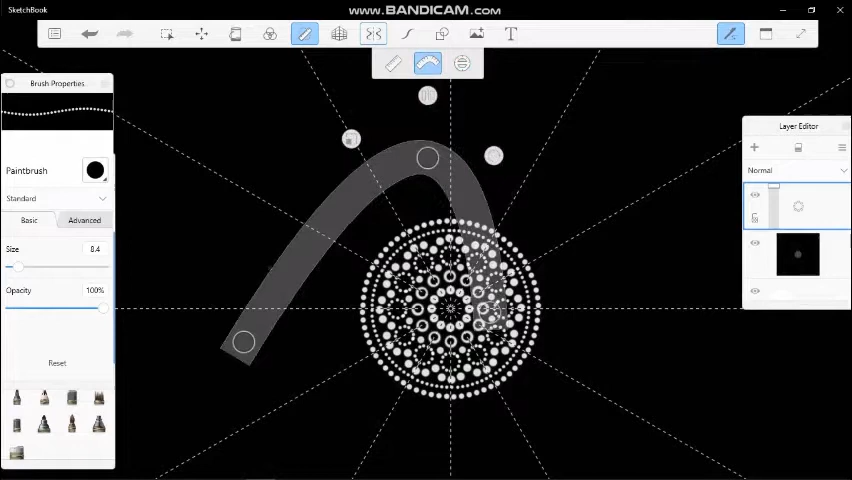 SketchBook
www.BANDICAM.com
T
Brush Properties
Paintbrush
Standard
Basic
Advanced
Size
8.4
Opacity
100%
Reset
Layer Editor
Normal